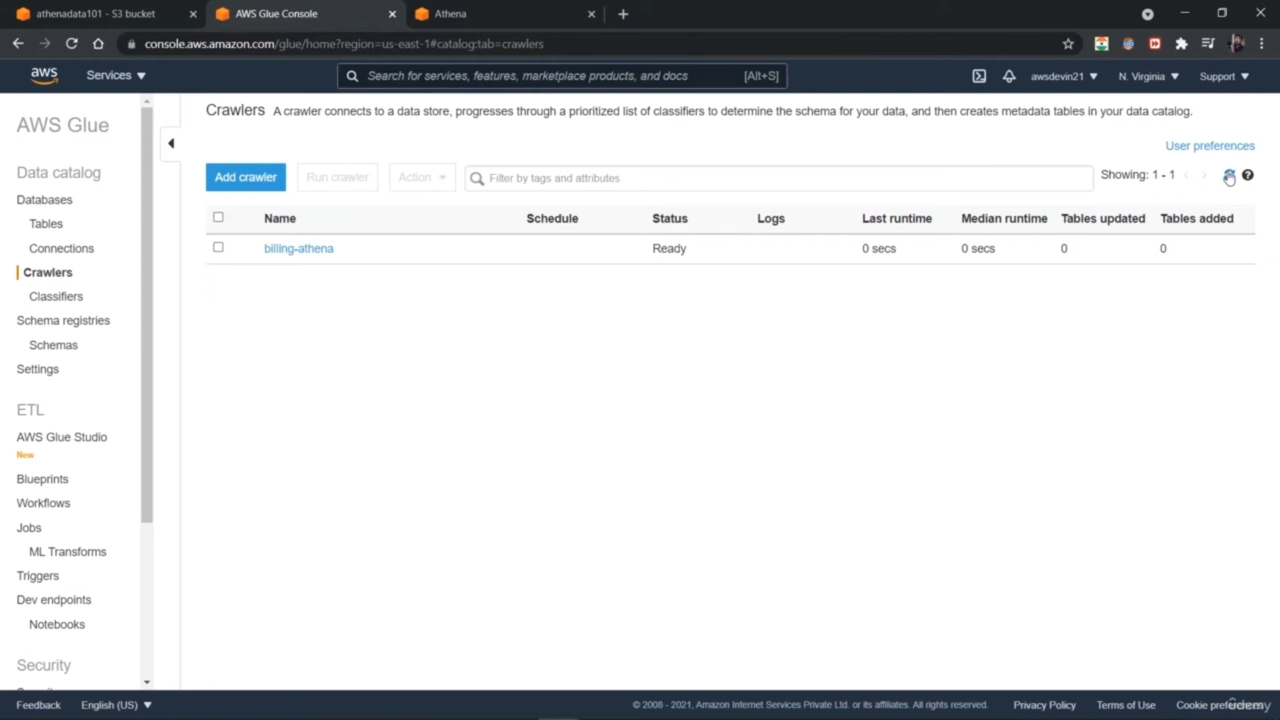 athenadata101 - S3 bucket
AWS Glue Console
Athena
console.aws.amazon.com/glue/home?region=us-east-1#catalog:tab=crawlers
aws
Services
Search for services, features, marketplace products, and docs
[Alt+S]
awsdevin21
N. Virginia
Support
AWS Glue
Data catalog
Databases
Tables
Connections
Crawlers
Classifiers
Schema registries
Schemas
Settings
ETL
AWS Glue Studio
New
Blueprints
Workflows
Jobs
ML Transforms
Triggers
Dev endpoints
Notebooks
Security
Crawlers A crawler connects to a data store, progresses through a prioritized list of classifiers to determine the schema for your data, and then creates metadata tables in your data catalog.
User preferences
Add crawler
Run crawler
Action
Filter by tags and attributes
Showing: 1 - 1
Name Schedule Status Logs Last runtime Median runtime Tables updated Tables added
billing-athena Ready 0 secs 0 secs 0 0
Feedback
English (US)
© 2008 - 2021, Amazon Internet Services Private Ltd. or its affiliates. All rights reserved.
Privacy Policy
Terms of Use
Cookie preferences
Udemy